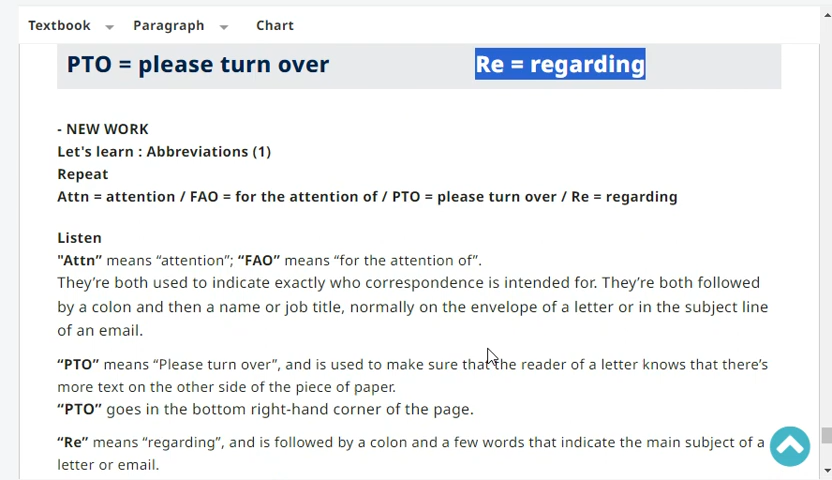 Textbook Paragraph Chart
PTO = please turn over Re = regarding
- NEW WORK
Let's learn : Abbreviations (1)
Repeat
Attn = attention / FAO = for the attention of / PTO = please turn over / Re = regarding
Listen
"Attn” means “attention”; “FAO” means “for the attention of”.
They’re both used to indicate exactly who correspondence is intended for. They’re both followed
by a colon and then a name or job title, normally on the envelope of a letter or in the subject line
of an email.
“PTO” means “Please turn over”, and is used to make sure that the reader of a letter knows that there’s
more text on the other side of the piece of paper.
“PTO” goes in the bottom right-hand corner of the page.
“Re” means “regarding”, and is followed by a colon and a few words that indicate the main subject of a
letter or email.